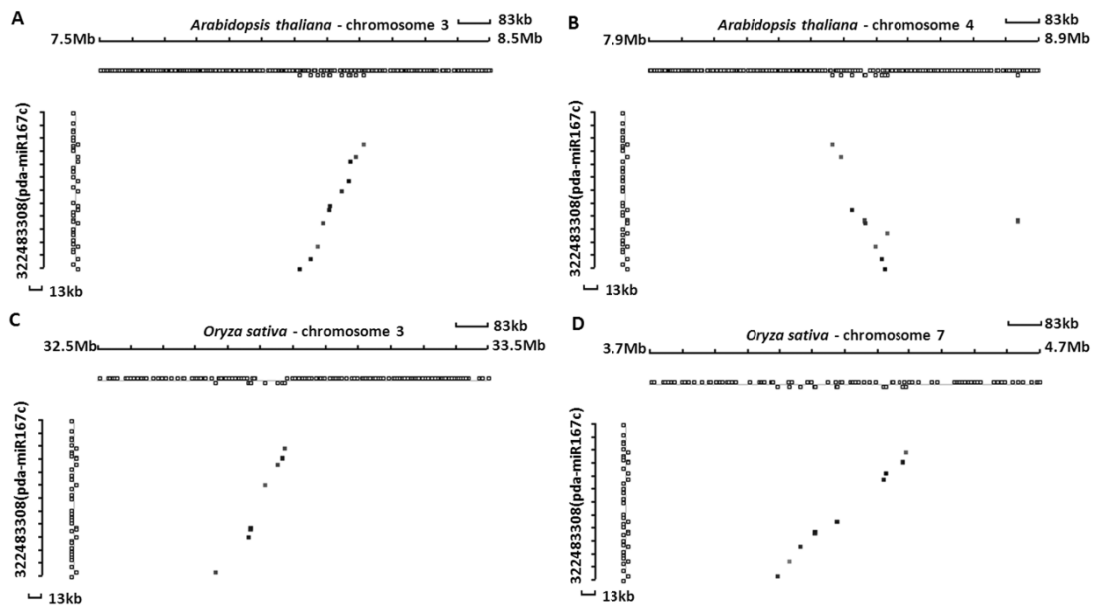 A
Arabidopsis thaliana - chromosome 3
83kb
7.5Mb
8.5Mb
322483308(pda-miR167c)
13kb
B
Arabidopsis thaliana - chromosome 4
83kb
7.9Mb
8.9Mb
322483308(pda-miR167c)
13kb
C
Oryza sativa - chromosome 3
83kb
32.5Mb
33.5Mb
322483308(pda-miR167c)
13kb
D
Oryza sativa - chromosome 7
83kb
3.7Mb
4.7Mb
322483308(pda-miR167c)
13kb